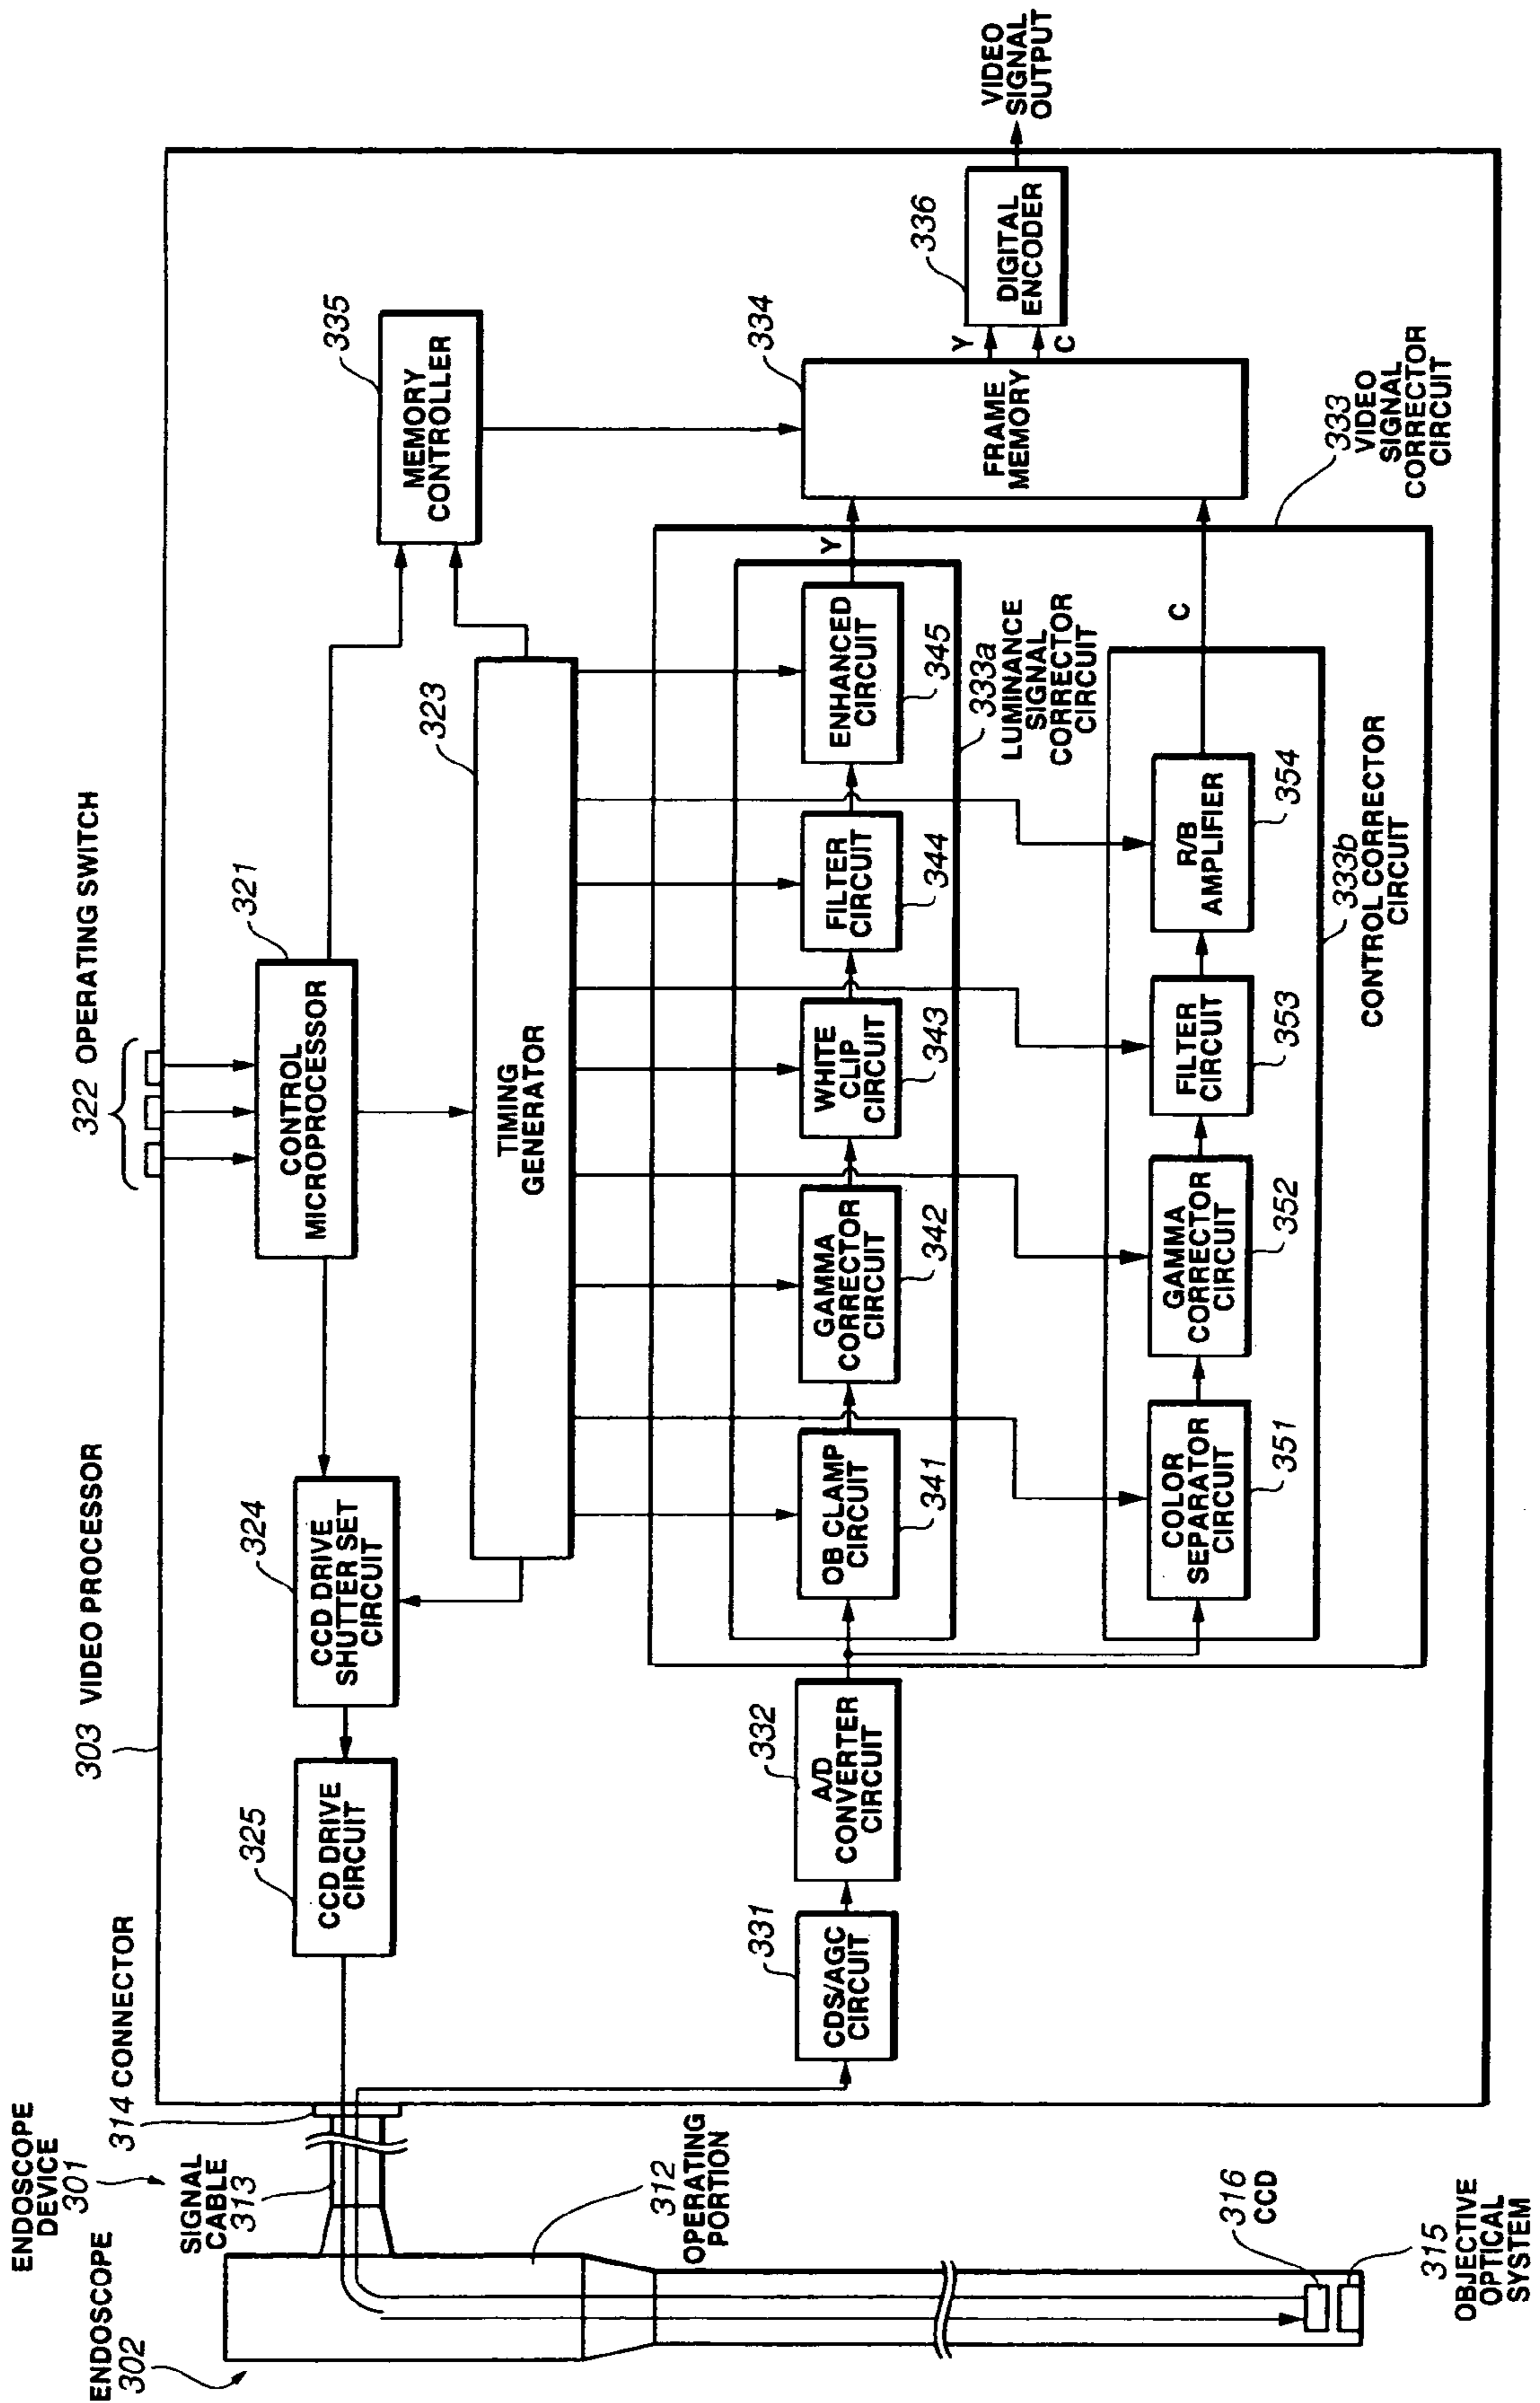 ENDOSCOPE
DEVICE
301
ENDOSCOPE
302
SIGNAL
CABLE
313
314 CONNECTOR
312
OPERATING
PORTION
316
CCD
315
OBJECTIVE
OPTICAL
SYSTEM
303 VIDEO PROCESSOR
322 OPERATING SWITCH
321
CONTROL
MICROPROCESSOR
325
CCD DRIVE
CIRCUIT
324
CCD DRIVE
SHUTTER SET
CIRCUIT
323
TIMING
GENERATOR
335
MEMORY
CONTROLLER
331
CDS/AGC
CIRCUIT
332
A/D
CONVERTER
CIRCUIT
OB CLAMP
CIRCUIT
341
GAMMA
CORRECTOR
CIRCUIT
342
WHITE
CLIP
CIRCUIT
343
FILTER
CIRCUIT
344
ENHANCED
CIRCUIT
345
Y
333a
LUMINANCE
SIGNAL
CORRECTOR
CIRCUIT
COLOR
SEPARATOR
CIRCUIT
351
GAMMA
CORRECTOR
CIRCUIT
352
FILTER
CIRCUIT
353
R/B
AMPLIFIER
354
C
333b
CONTROL CORRECTOR
CIRCUIT
333
VIDEO
SIGNAL
CORRECTOR
CIRCUIT
334
FRAME
MEMORY
Y
C
336
DIGITAL
ENCODER
VIDEO
SIGNAL
OUTPUT